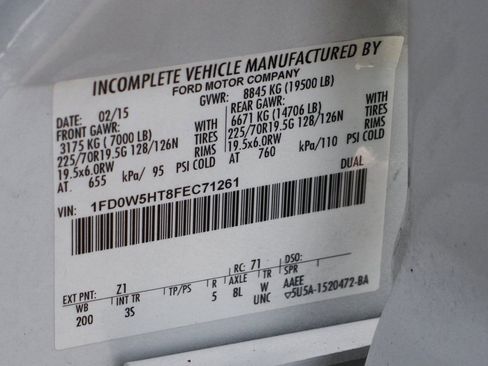 INCOMPLETE VEHICLE MANUFACTURED BY
FORD MOTOR COMPANY
DATE: 02/15 GVWR: 8845 KG (19500 LB)
FRONT GAWR: REAR GAWR:
3175 KG (7000 LB) WITH 6671 KG (14706 LB) WITH
225/70R19.5G 128/126N TIRES 225/70R19.5G 128/126N TIRES
19.5x6.0RW RIMS 19.5x6.0RW RIMS
AT: 655 kPa/ 95 PSI COLD AT: 760 kPa/110 PSI COLD
DUAL
VIN: 1FD0W5HT8FEC71261
EXT PNT: Z1 RC: 71 DSO:
WB INT TR TP/PS R AXLE TR SPR
200 3S 5 8L W AAEE
UNC 5U5A-1520472-BA